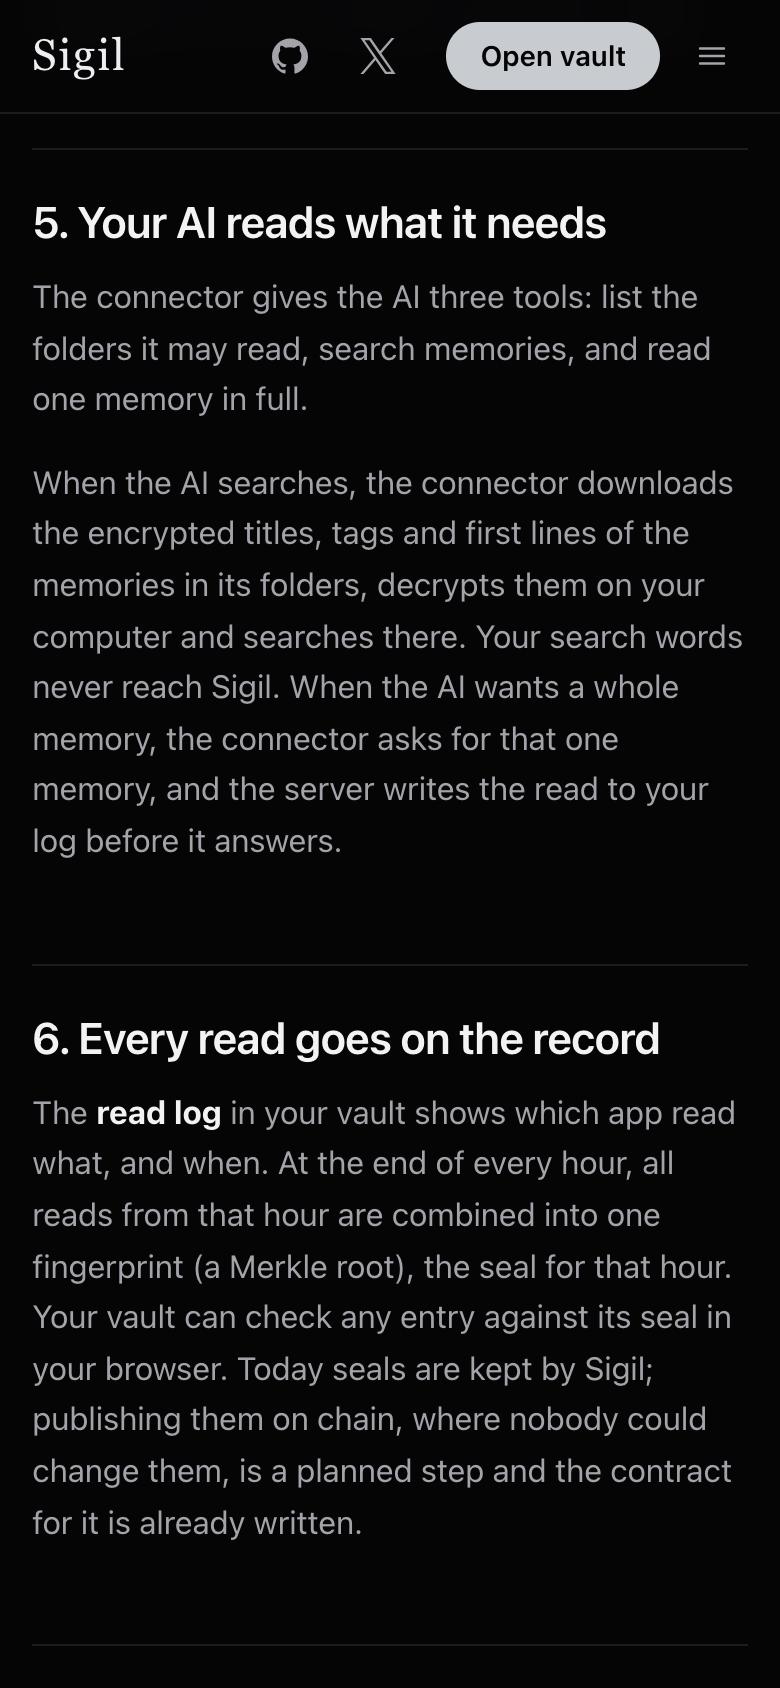 Sigil
Open vault
5. Your AI reads what it needs
The connector gives the AI three tools: list the
folders it may read, search memories, and read
one memory in full.
When the AI searches, the connector downloads
the encrypted titles, tags and first lines of the
memories in its folders, decrypts them on your
computer and searches there. Your search words
never reach Sigil. When the AI wants a whole
memory, the connector asks for that one
memory, and the server writes the read to your
log before it answers.
6. Every read goes on the record
The read log in your vault shows which app read
what, and when. At the end of every hour, all
reads from that hour are combined into one
fingerprint (a Merkle root), the seal for that hour.
Your vault can check any entry against its seal in
your browser. Today seals are kept by Sigil;
publishing them on chain, where nobody could
change them, is a planned step and the contract
for it is already written.